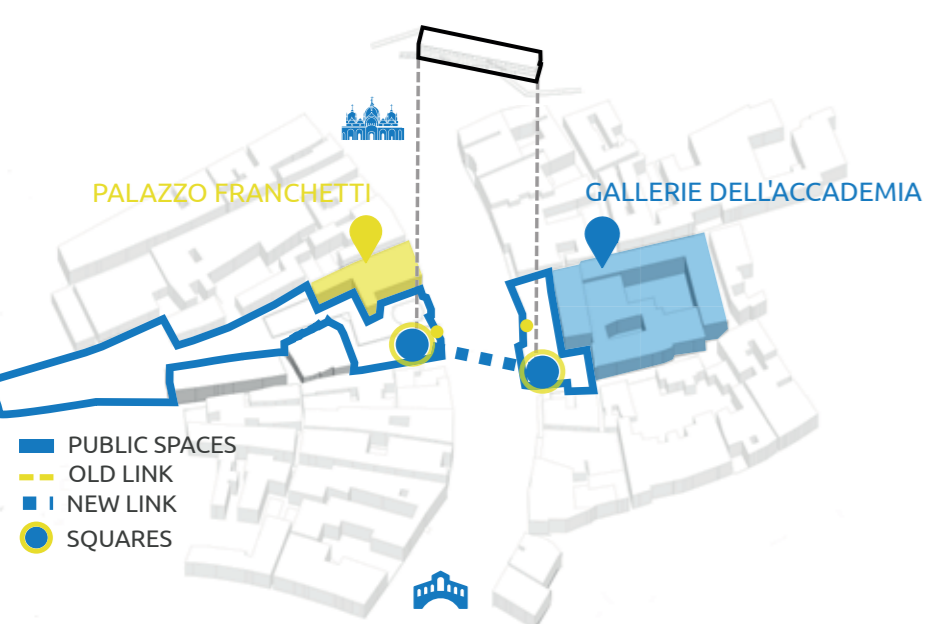 PALAZZO FRANCHETTI
GALLERIE DELL'ACCADEMIA
PUBLIC SPACES
OLD LINK
NEW LINK
SQUARES